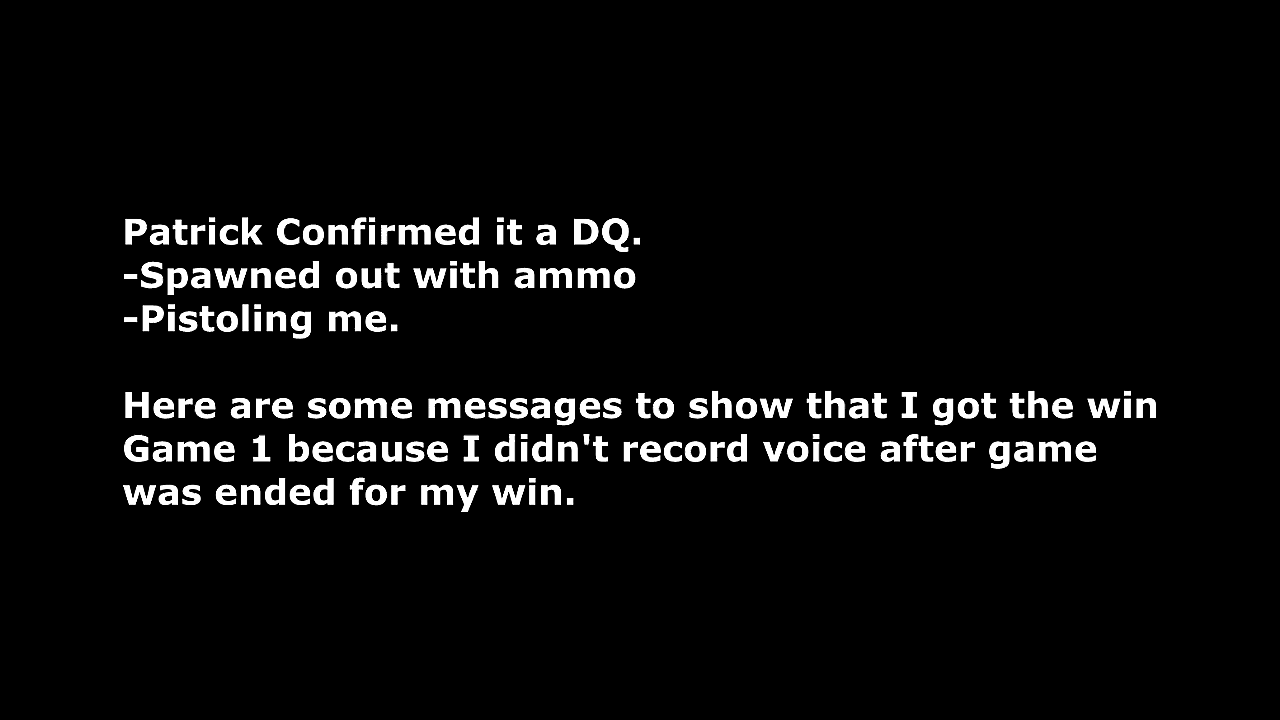 Patrick Confirmed it a DQ.
-Spawned out with ammo
-Pistoling me.
Here are some messages to show that I got the win
Game 1 because I didn't record voice after game
was ended for my win.